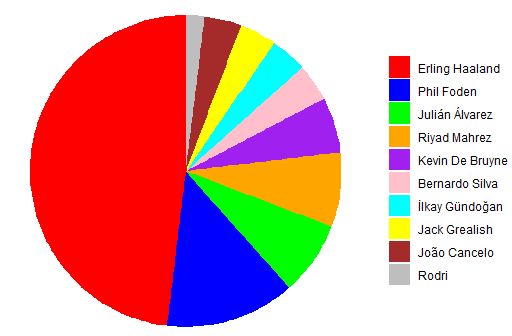 Erling Haaland
Phil Foden
Julián Álvarez
Riyad Mahrez
Kevin De Bruyne
Bernardo Silva
İlkay Gündoğan
Jack Grealish
João Cancelo
Rodri